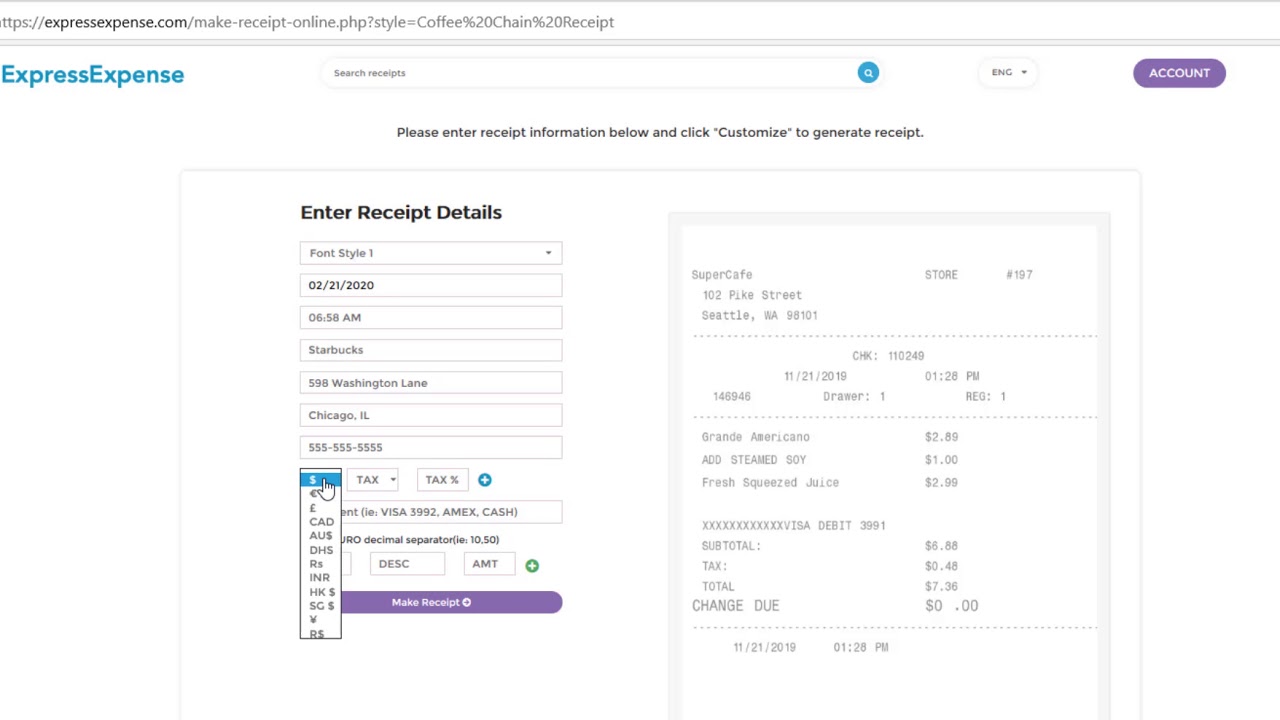 ttps://expressexpense.com/make-receipt-online.php?style=Coffee%20Chain%20Receipt
ExpressExpense
Search receipts
ENG
ACCOUNT
Please enter receipt information below and click "Customize" to generate receipt.
Enter Receipt Details
Font Style 1
02/21/2020
06:58 AM
Starbucks
598 Washington Lane
Chicago, IL
555-555-5555
$ TAX TAX %
€
£
CAD
AU$
DHS
Rs
INR
HK $
SG $
¥
R$
ent (ie: VISA 3992, AMEX, CASH)
URO decimal separator(ie: 10,50)
DESC AMT
Make Receipt
SuperCafe STORE #197
102 Pike Street
Seattle, WA 98101
CHK: 110249
11/21/2019 01:28 PM
146946 Drawer: 1 REG: 1
Grande Americano $2.89
ADD STEAMED SOY $1.00
Fresh Squeezed Juice $2.99
XXXXXXXXXXXXVISA DEBIT 3991
SUBTOTAL: $6.88
TAX: $0.48
TOTAL $7.36
CHANGE DUE $0 .00
11/21/2019 01:28 PM